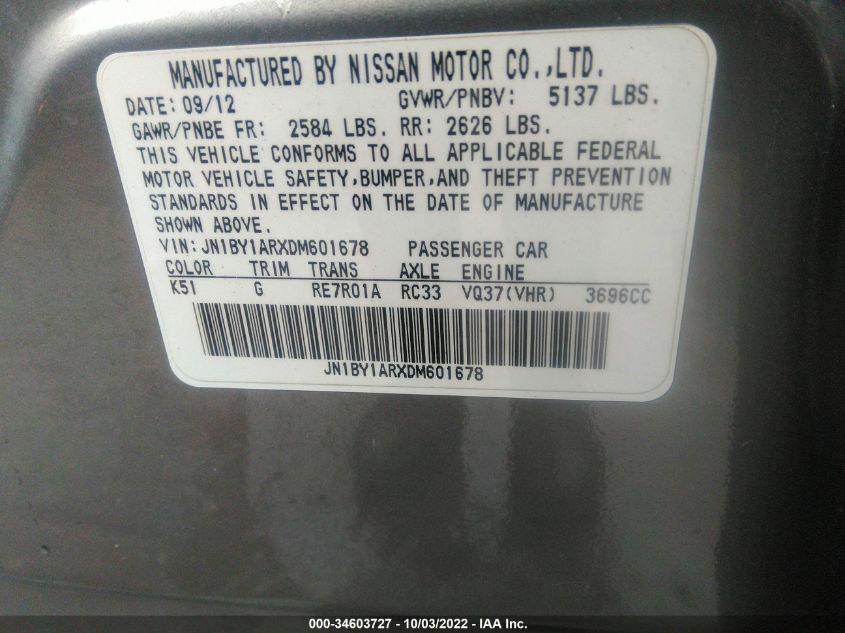 MANUFACTURED BY NISSAN MOTOR CO.,LTD.
DATE: 09/12 GVWR/PNBV: 5137 LBS.
GAWR/PNBE FR: 2584 LBS. RR: 2626 LBS.
THIS VEHICLE CONFORMS TO ALL APPLICABLE FEDERAL
MOTOR VEHICLE SAFETY,BUMPER,AND THEFT PREVENTION
STANDARDS IN EFFECT ON THE DATE OF MANUFACTURE
SHOWN ABOVE.
VIN: JN1BY1ARXDM601678 PASSENGER CAR
COLOR TRIM TRANS AXLE ENGINE
K51 G RE7R01A RC33 VQ37(VHR) 3696CC
JN1BY1ARXDM601678
000-34603727 - 10/03/2022 - IAA Inc.